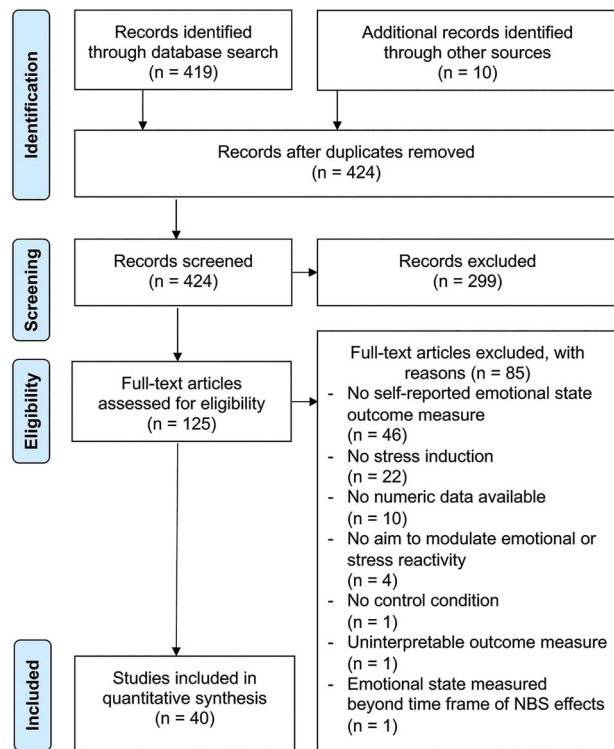 Identification
Records identified
through database search
(n = 419)
Additional records identified
through other sources
(n = 10)
Records after duplicates removed
(n = 424)
Screening
Records screened
(n = 424)
Records excluded
(n = 299)
Eligibility
Full-text articles
assessed for eligibility
(n = 125)
Full-text articles excluded, with
reasons (n = 85)
- No self-reported emotional state
outcome measure
(n = 46)
- No stress induction
(n = 22)
- No numeric data available
(n = 10)
- No aim to modulate emotional or
stress reactivity
(n = 4)
- No control condition
(n = 1)
- Uninterpretable outcome measure
(n = 1)
- Emotional state measured
beyond time frame of NBS effects
(n = 1)
Included
Studies included in
quantitative synthesis
(n = 40)